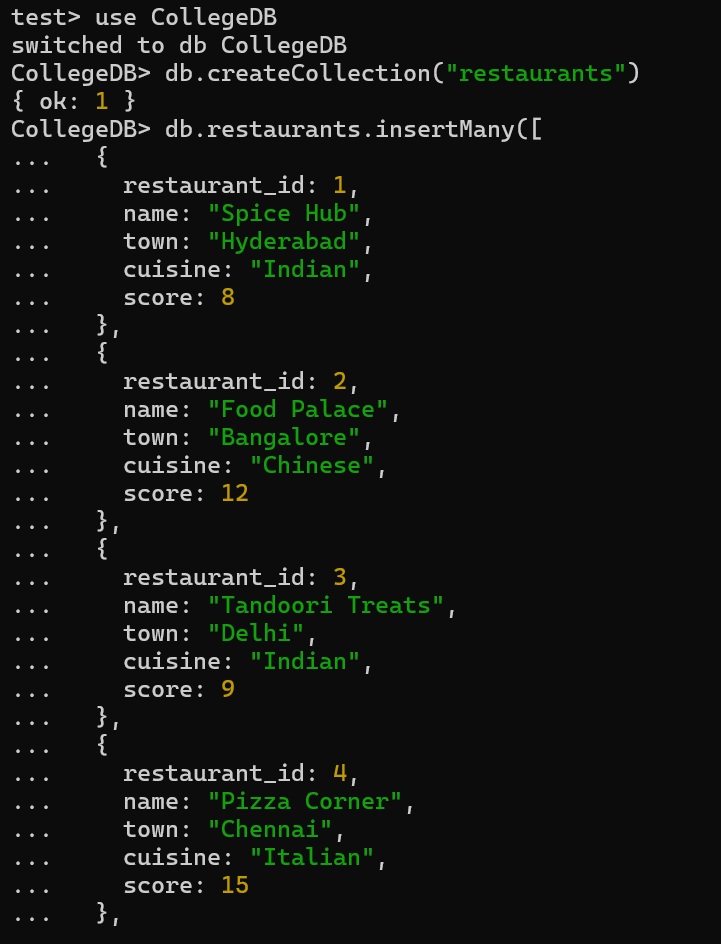 test> use CollegeDB
switched to db CollegeDB
CollegeDB> db.createCollection("restaurants")
{ ok: 1 }
CollegeDB> db.restaurants.insertMany([
...   {
...     restaurant_id: 1,
...     name: "Spice Hub",
...     town: "Hyderabad",
...     cuisine: "Indian",
...     score: 8
...   },
...   {
...     restaurant_id: 2,
...     name: "Food Palace",
...     town: "Bangalore",
...     cuisine: "Chinese",
...     score: 12
...   },
...   {
...     restaurant_id: 3,
...     name: "Tandoori Treats",
...     town: "Delhi",
...     cuisine: "Indian",
...     score: 9
...   },
...   {
...     restaurant_id: 4,
...     name: "Pizza Corner",
...     town: "Chennai",
...     cuisine: "Italian",
...     score: 15
...   },